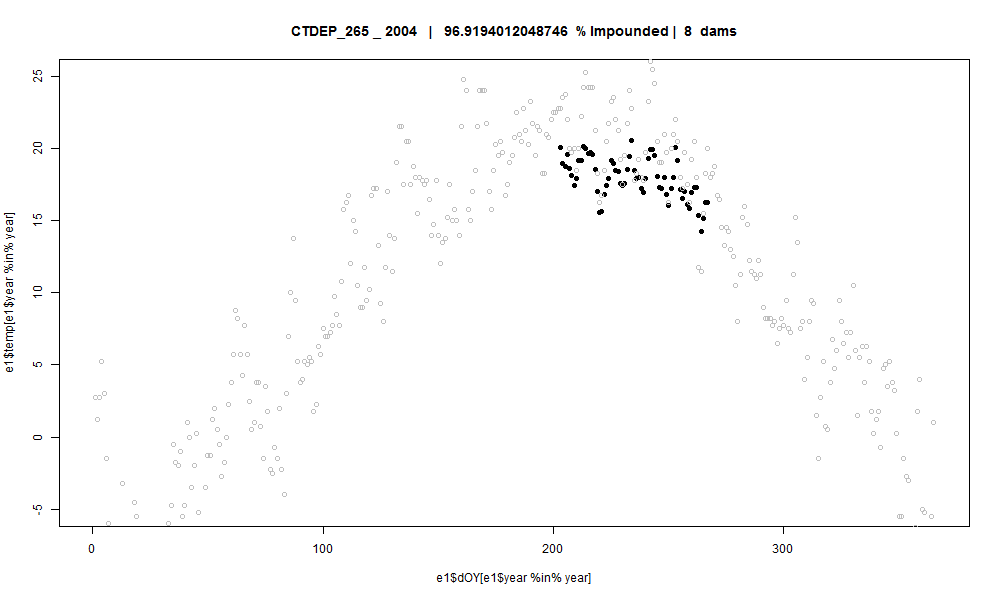 CTDEP_265 _ 2004 | 96.9194012048746 % Impounded | 8 dams
25
20
15
10
5
0
-5
e1$temp[e1$year %in% year]
0 100 200 300
e1$dOY[e1$year %in% year]